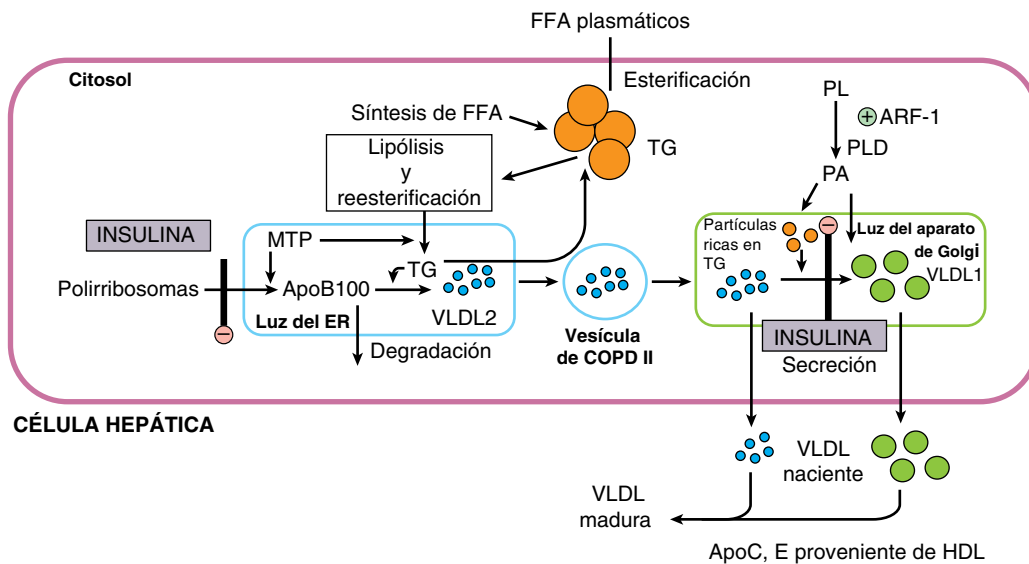 FFA plasmáticos
Citosol
Esterificación
Síntesis de FFA
TG
Lipólisis
y
reesterificación
PL
+ ARF-1
PLD
PA
INSULINA
MTP
TG
Polirribosomas
ApoB100
−
Luz del ER
VLDL2
Degradación
Vesícula
de COPD II
Partículas
ricas en
TG
−
Luz del aparato
de Golgi
VLDL1
INSULINA
Secreción
CÉLULA HEPÁTICA
VLDL
naciente
VLDL
madura
ApoC, E proveniente de HDL